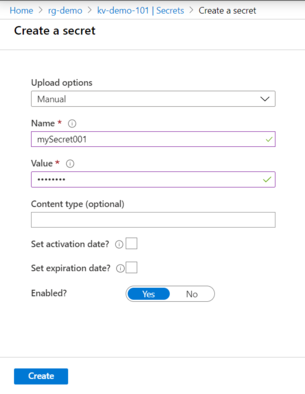 Home > rg-demo > kv-demo-101 | Secrets > Create a secret
Create a secret
Upload options
Manual
Name *
mySecret001
Value *
••••••••
Content type (optional)
Set activation date?
Set expiration date?
Enabled?
Yes No
Create